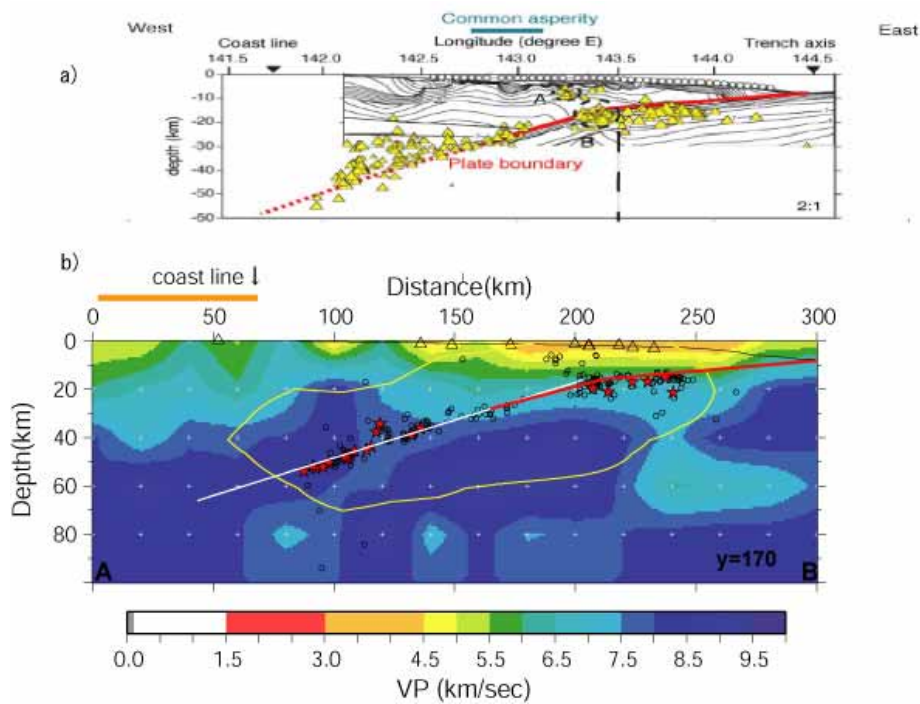 Common asperity
West
East
Coast line
Longitude (degree E)
Trench axis
141.5 142.0 142.5 143.0 143.5 144.0 144.5
a)
0
-10
-20
-30
-40
-50
depth (km)
A
B
Plate boundary
2:1
b)
coast line ↓
Distance(km)
0 50 100 150 200 250 300
0
20
40
60
80
Depth(km)
y=170
A B
0.0 1.5 3.0 4.5 5.5 6.5 7.5 8.5 9.5
VP (km/sec)